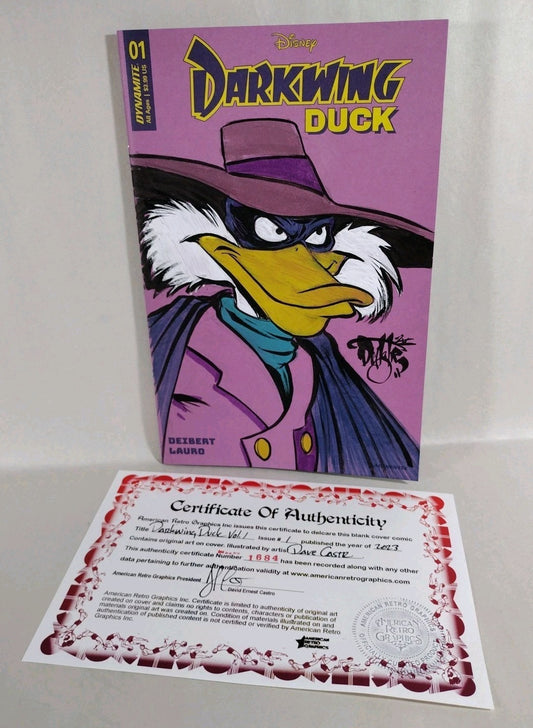 01
DYNAMITE
All Ages | $3.99 US
DISNEY
DARKWING
DUCK
DEIBERT
LAURO
Certificate Of Authenticity
American Retro Graphics Inc issues this certificate to delcare this blank cover comic
Title Darkwing Duck Vol. 1 issue # 1 published the year of 2023
Contains original art on cover. Illustrated by artist Dave Castr
This authenticity certificate Number 1684 has been recorded along with any other
data pertaining to further authentication validity at www.americanretrographics.com
American Retro Graphics President
David Ernest Castro
American Retro Graphics Inc. Certificate is limited to authenticity of original art
created on cover and claims no rights to contents, characters or publication of
materials original art was created on. Condition of materials illustrated on and
authentication of published content is not certified or verified by American Retro
Graphics Inc.
AMERICAN
RETRO
GRAPHICS
AMERICAN
RETRO
GRAPHICS